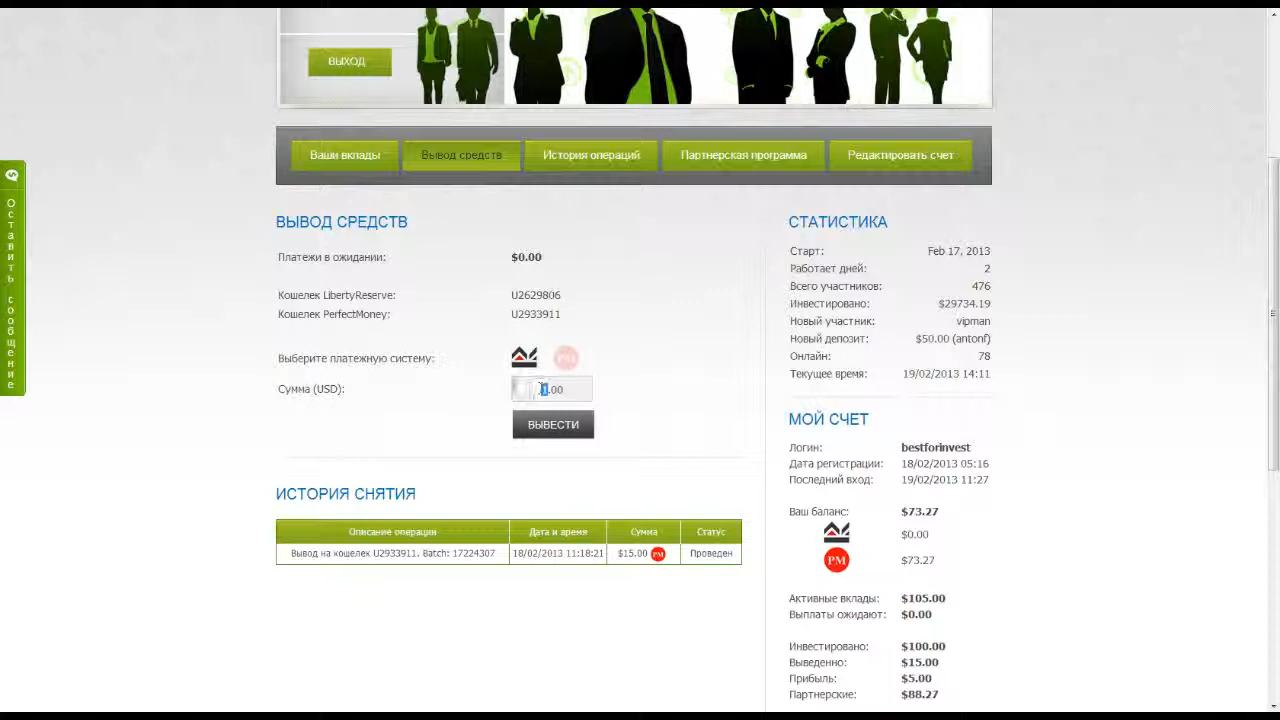 ВЫХОД
Ваши вклады
Вывод средств
История операций
Партнерская программа
Редактировать счет
Оставить сообщение
ВЫВОД СРЕДСТВ
Платежи в ожидании: $0.00
Кошелек LibertyReserve: U2629806
Кошелек PerfectMoney: U2933911
Выберите платежную систему: PM
Сумма (USD): 1.00
ВЫВЕСТИ
ИСТОРИЯ СНЯТИЯ
Описание операции Дата и время Сумма Статус
Вывод на кошелек U2933911. Batch: 17224307 18/02/2013 11:18:21 $15.00 PM Проведен
СТАТИСТИКА
Старт: Feb 17, 2013
Работает дней: 2
Всего участников: 476
Инвестировано: $29734.19
Новый участник: vipman
Новый депозит: $50.00 (antonf)
Онлайн: 78
Текущее время: 19/02/2013 14:11
МОЙ СЧЕТ
Логин: bestforinvest
Дата регистрации: 18/02/2013 05:16
Последний вход: 19/02/2013 11:27
Ваш баланс: $73.27
$0.00
PM $73.27
Активные вклады: $105.00
Выплаты ожидают: $0.00
Инвестировано: $100.00
Выведенно: $15.00
Прибыль: $5.00
Партнерские: $88.27